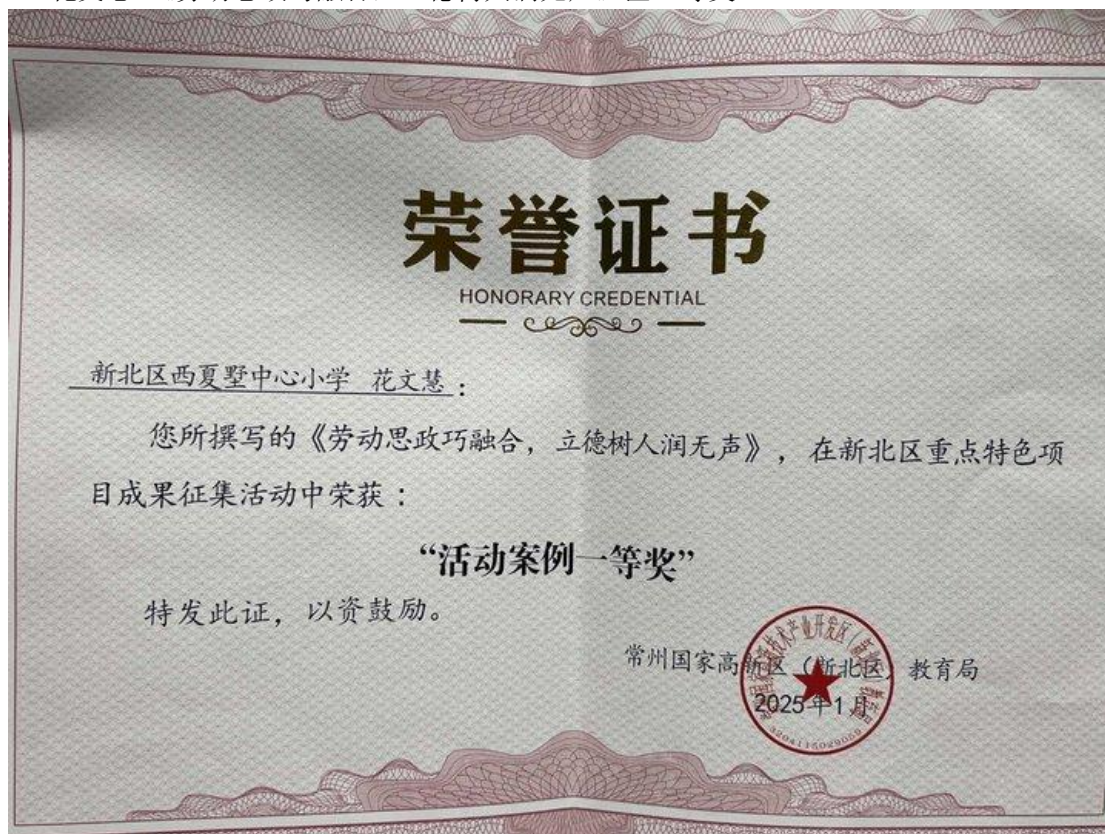 荣誉证书
HONORARY CREDENTIAL
新北区西夏墅中心小学 花文慧：
您所撰写的《劳动思政巧融合，立德树人润无声》，在新北区重点特色项
目成果征集活动中荣获：
“活动案例一等奖”
特发此证，以资鼓励。
常州国家高新区（新北区）教育局
2025年1月